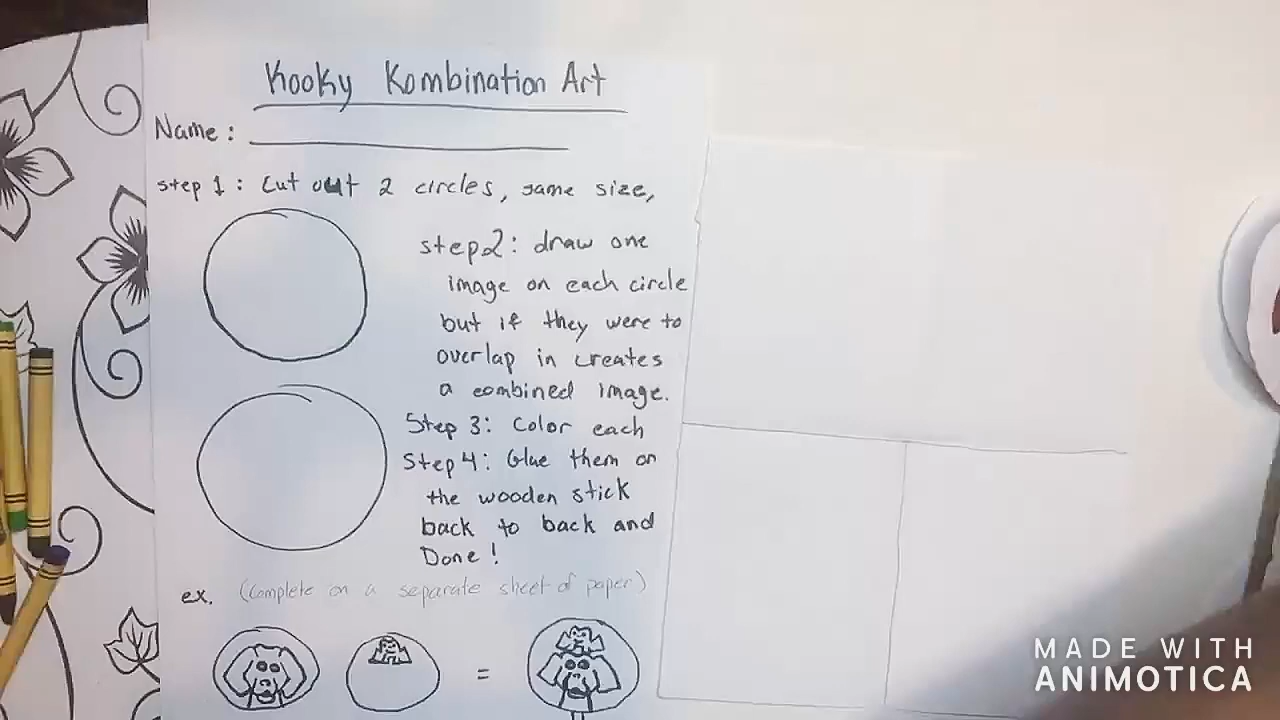 Kooky Kombination Art
Name:
step 1: Cut out 2 circles, same size,
step2: draw one
image on each circle
but if they were to
overlap in creates
a combined image.
Step 3: Color each
Step 4: Glue them on
the wooden stick
back to back and
Done!
ex. (Complete on a separate sheet of paper)
=
MADE WITH
ANIMOTICA